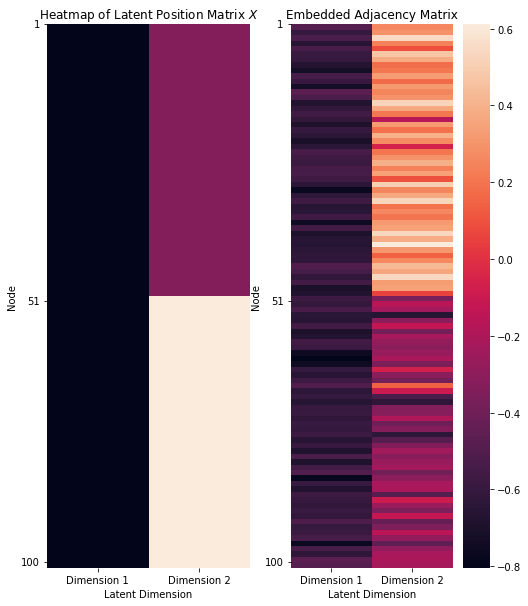 Heatmap of Latent Position Matrix X
1
51
100
Node
Dimension 1
Dimension 2
Latent Dimension
Embedded Adjacency Matrix
1
51
100
Node
Dimension 1
Dimension 2
Latent Dimension
0.6
0.4
0.2
0.0
−0.2
−0.4
−0.6
−0.8